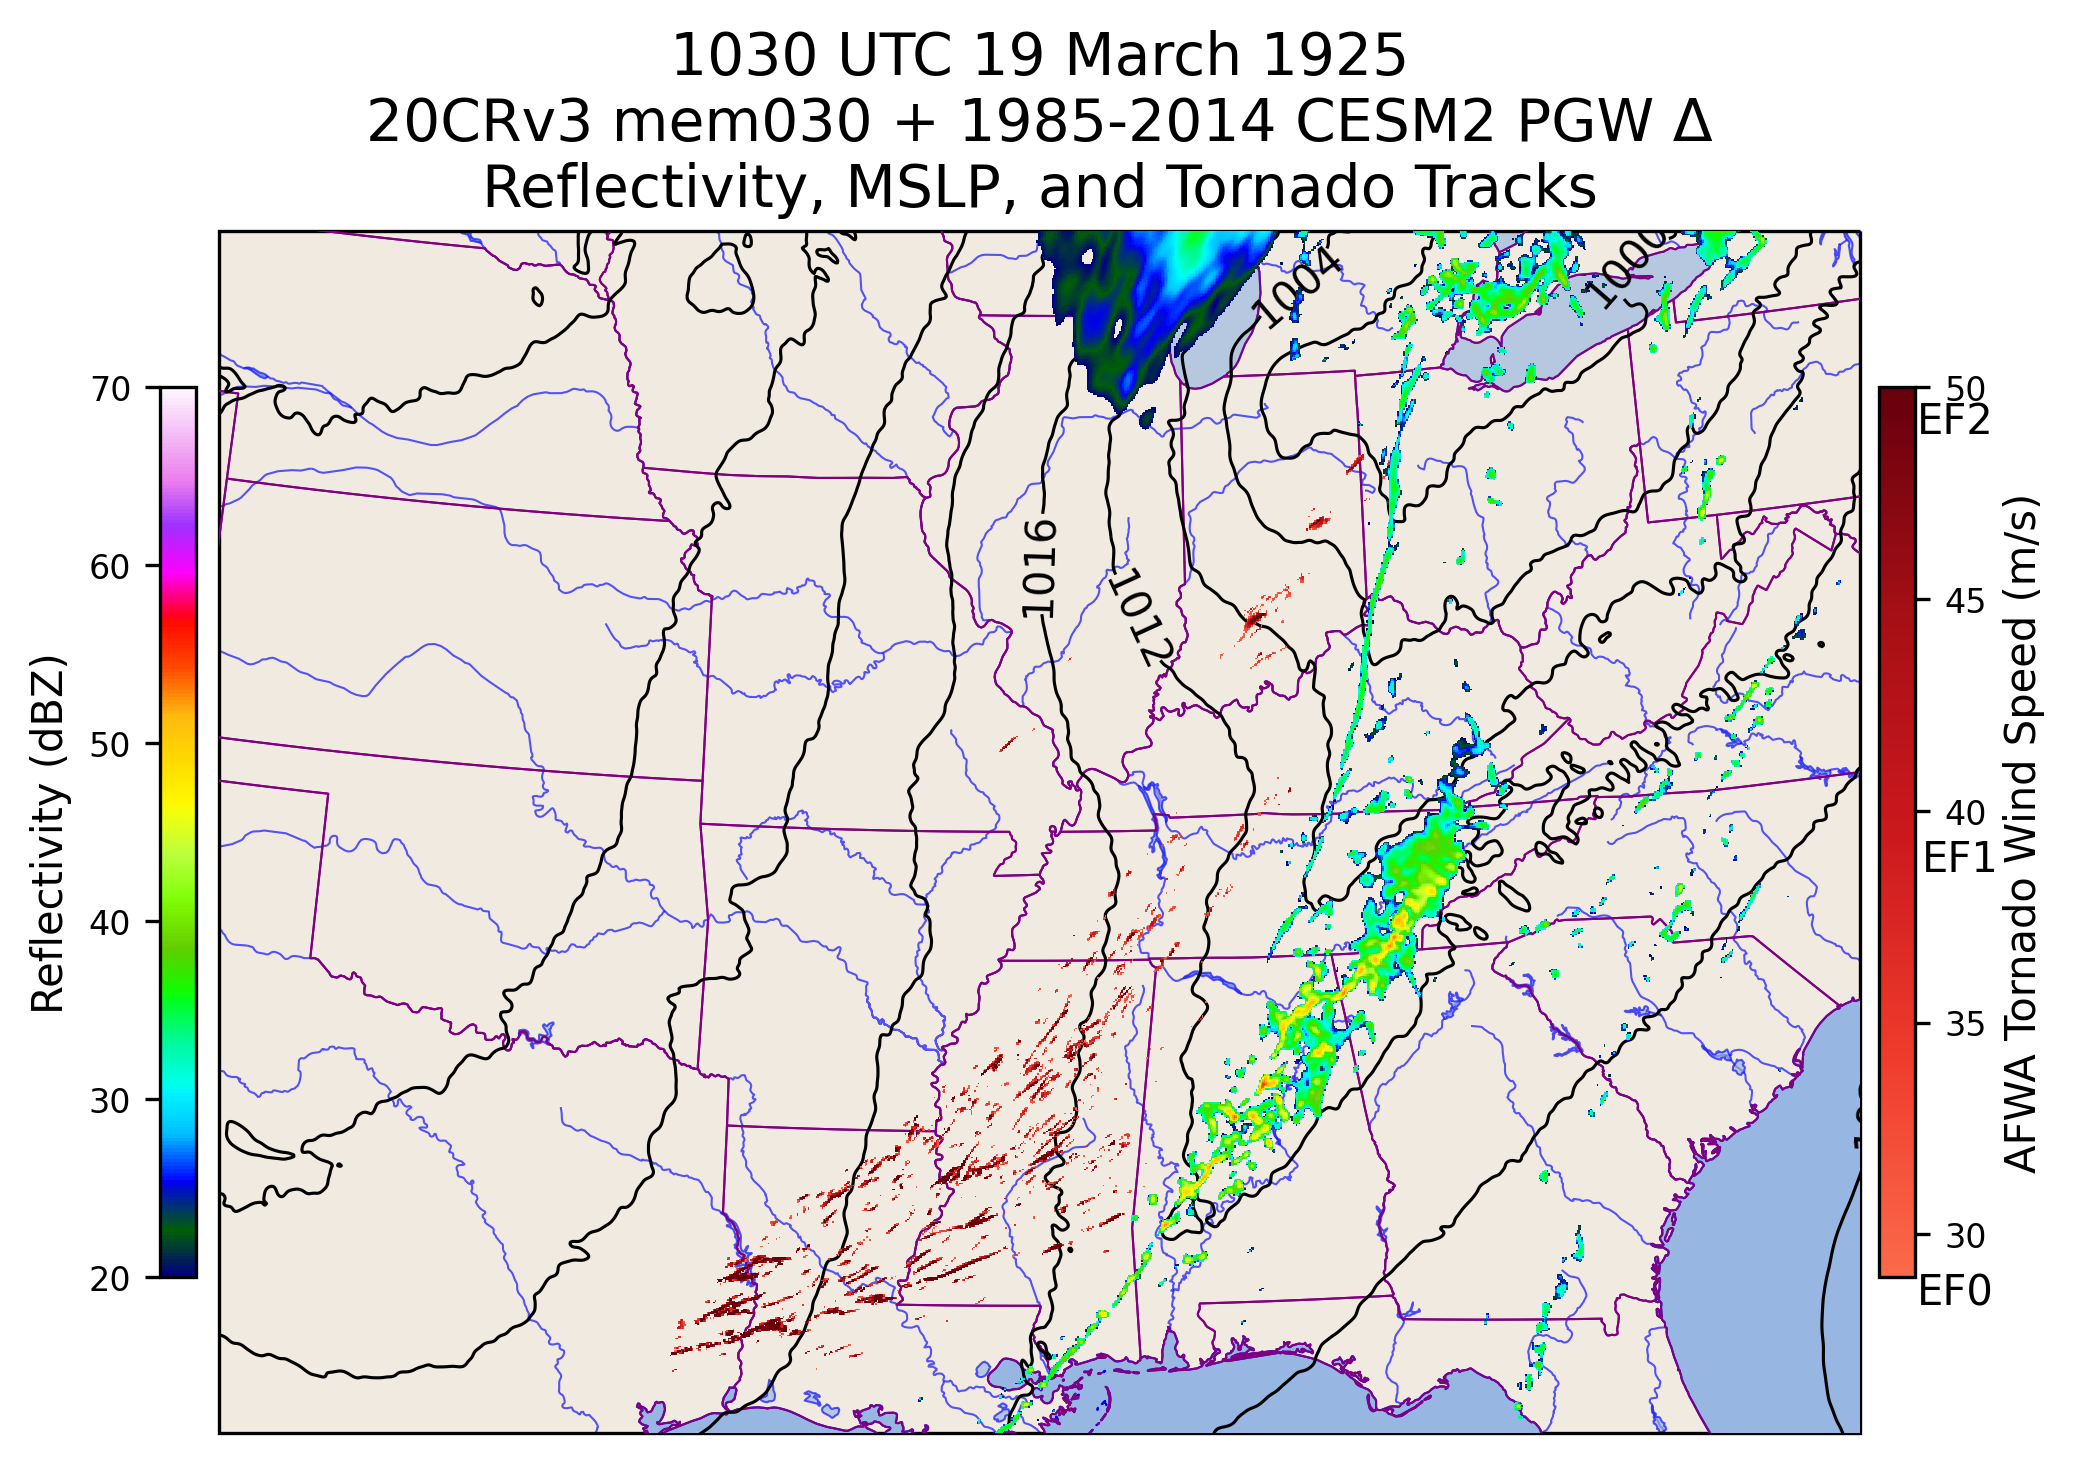 1030 UTC 19 March 1925
20CRv3 mem030 + 1985-2014 CESM2 PGW Δ
Reflectivity, MSLP, and Tornado Tracks
Reflectivity (dBZ)
70
60
50
40
30
20
1004
1000
1016
1012
50
EF2
45
40
EF1
35
30
EF0
AFWA Tornado Wind Speed (m/s)